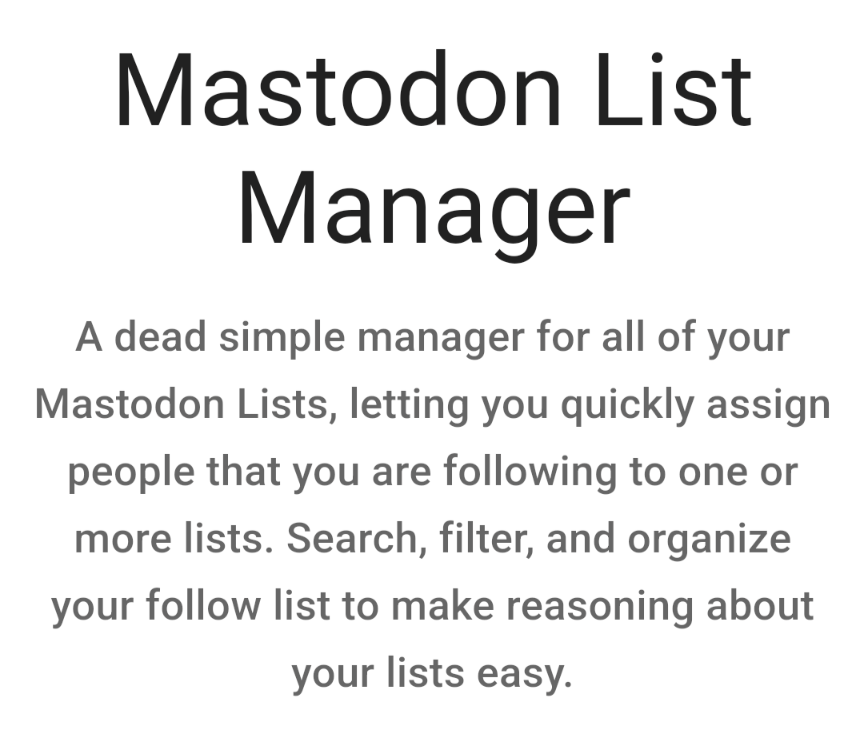 Mastodon List
Manager
A dead simple manager for all of your
Mastodon Lists, letting you quickly assign
people that you are following to one or
more lists. Search, filter, and organize
your follow list to make reasoning about
your lists easy.